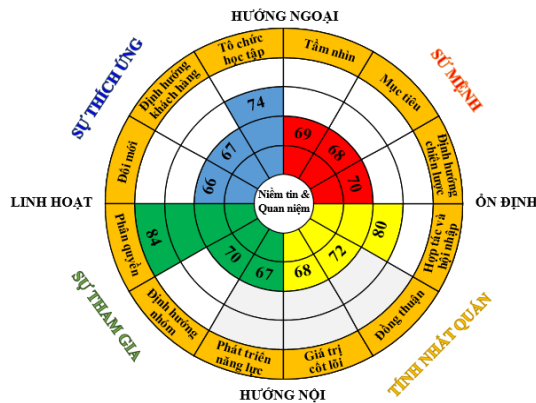 HƯỚNG NGOẠI
SỰ THÍCH ỨNG
SỨ MỆNH
Tổ chức
học tập
Tầm nhìn
Định hướng
khách hàng
Mục tiêu
Đổi mới
Định hướng
chiến lược
74
69
67
68
66
70
LINH HOẠT
Niềm tin &
Quan niệm
ỔN ĐỊNH
84
70
67
68
72
80
Phân quyền
Hợp tác và
hội nhập
Định hướng
nhóm
Đồng thuận
Phát triển
năng lực
Giá trị
cốt lõi
SỰ THAM GIA
TÍNH NHẤT QUÁN
HƯỚNG NỘI